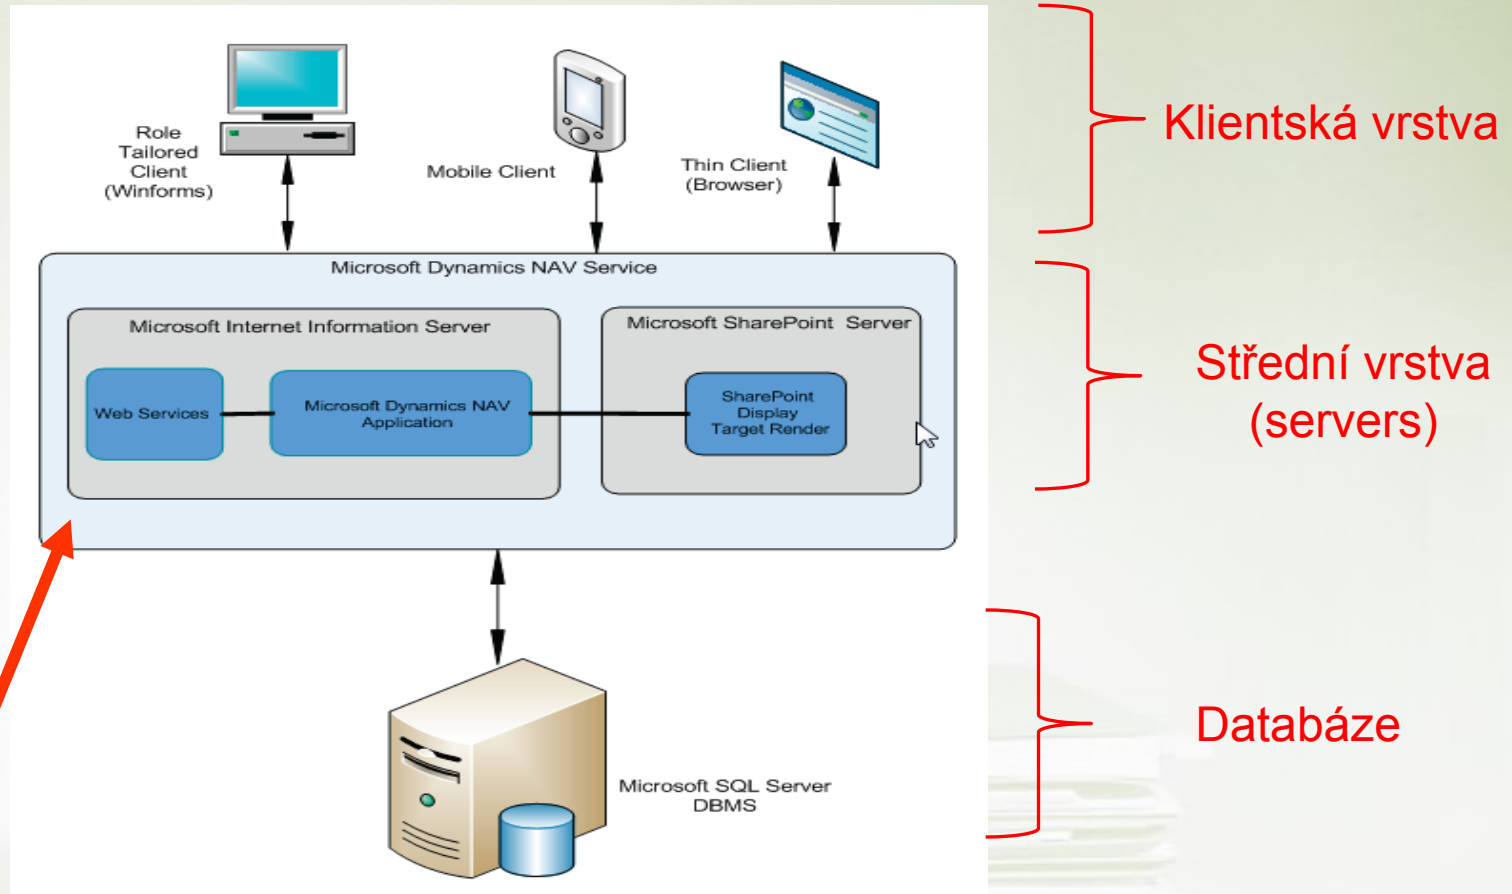 Role
Tailored
Client
(Winforms)
Mobile Client
Thin Client
(Browser)
Klientská vrstva
Microsoft Dynamics NAV Service
Microsoft Internet Information Server
Microsoft SharePoint Server
Web Services
Microsoft Dynamics NAV
Application
SharePoint
Display
Target Render
Střední vrstva
(servers)
Microsoft SQL Server
DBMS
Databáze